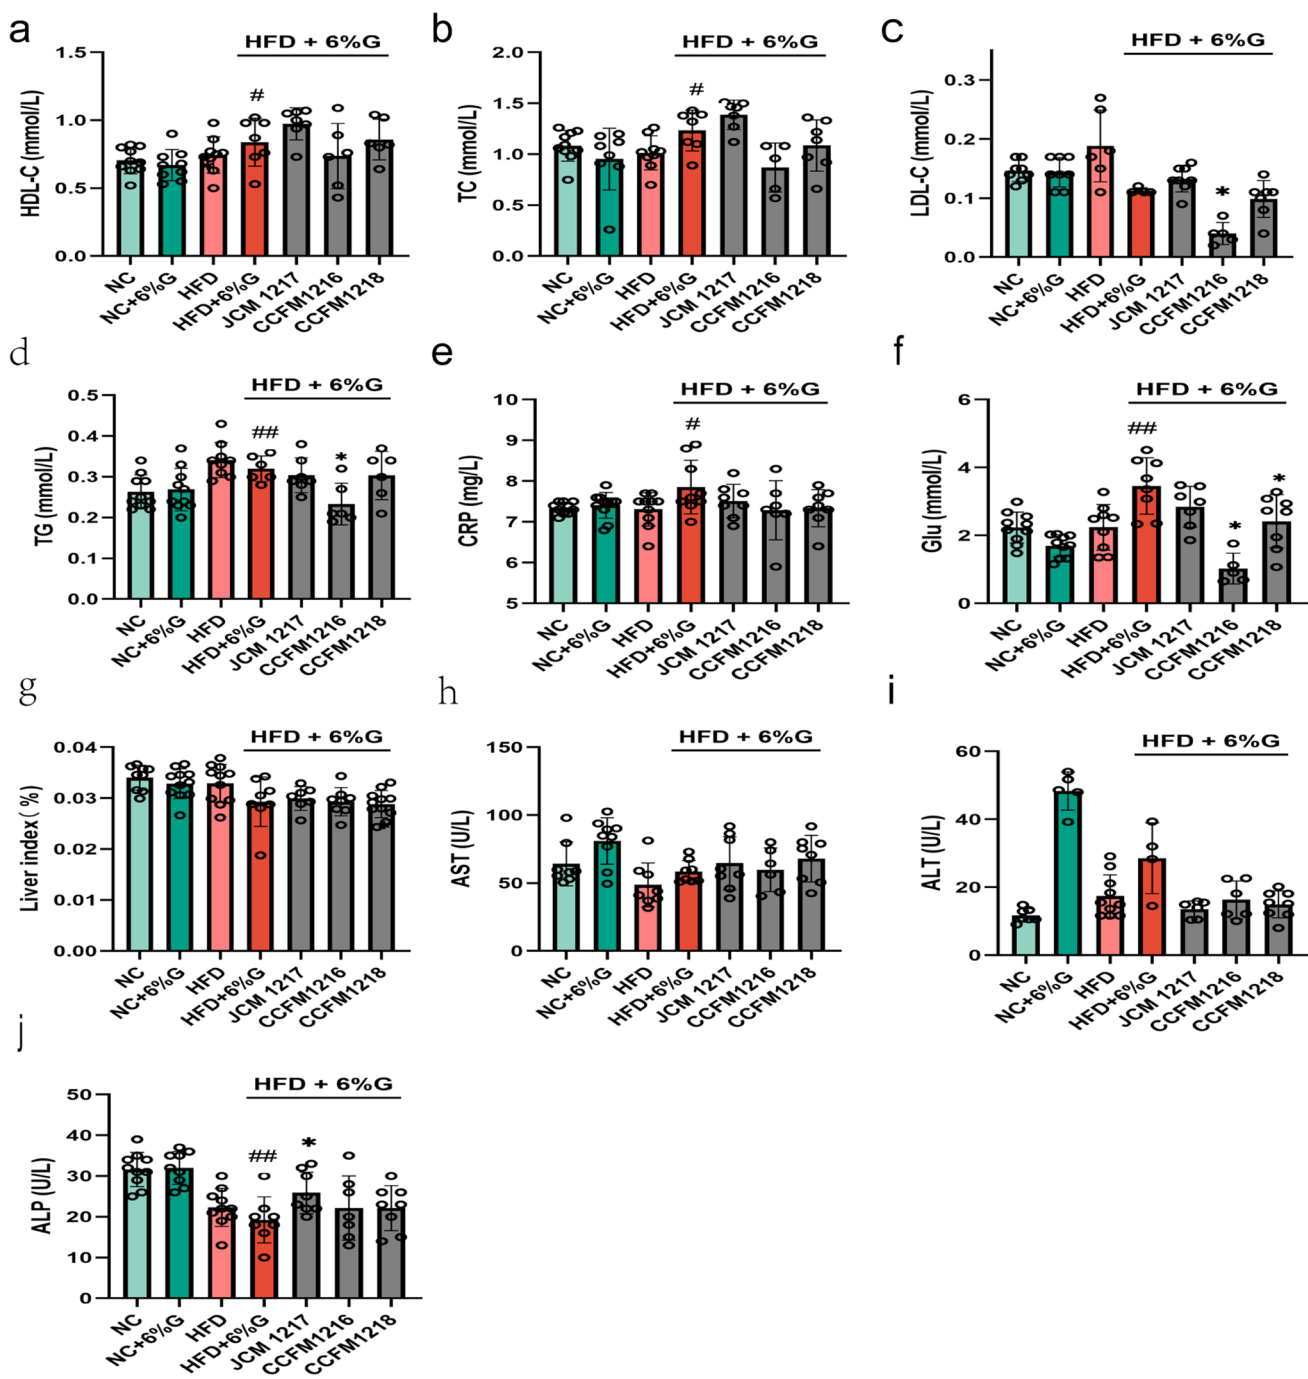 a
HFD + 6%G
HDL-C (mmol/L)
1.5
1.0
0.5
0.0
#
NC
NC+6%G
HFD
HFD+6%G
JCM 1217
CCFM1216
CCFM1218
b
HFD + 6%G
TC (mmol/L)
2.0
1.5
1.0
0.5
0.0
#
NC
NC+6%G
HFD
HFD+6%G
JCM 1217
CCFM1216
CCFM1218
c
HFD + 6%G
LDL-C (mmol/L)
0.3
0.2
0.1
0.0
*
NC
NC+6%G
HFD
HFD+6%G
JCM 1217
CCFM1216
CCFM1218
d
HFD + 6%G
TG (mmol/L)
0.5
0.4
0.3
0.2
0.1
0.0
##
*
NC
NC+6%G
HFD
HFD+6%G
JCM 1217
CCFM1216
CCFM1218
e
HFD + 6%G
CRP (mg/L)
10
9
8
7
6
5
#
NC
NC+6%G
HFD
HFD+6%G
JCM 1217
CCFM1216
CCFM1218
f
HFD + 6%G
Glu (mmol/L)
6
4
2
0
##
*
*
NC
NC+6%G
HFD
HFD+6%G
JCM 1217
CCFM1216
CCFM1218
g
HFD + 6%G
Liver index( %)
0.04
0.03
0.02
0.01
0.00
NC
NC+6%G
HFD
HFD+6%G
JCM 1217
CCFM1216
CCFM1218
h
HFD + 6%G
AST (U/L)
150
100
50
0
NC
NC+6%G
HFD
HFD+6%G
JCM 1217
CCFM1216
CCFM1218
i
HFD + 6%G
ALT (U/L)
60
40
20
0
NC
NC+6%G
HFD
HFD+6%G
JCM 1217
CCFM1216
CCFM1218
j
HFD + 6%G
ALP (U/L)
50
40
30
20
10
0
##
*
NC
NC+6%G
HFD
HFD+6%G
JCM 1217
CCFM1216
CCFM1218